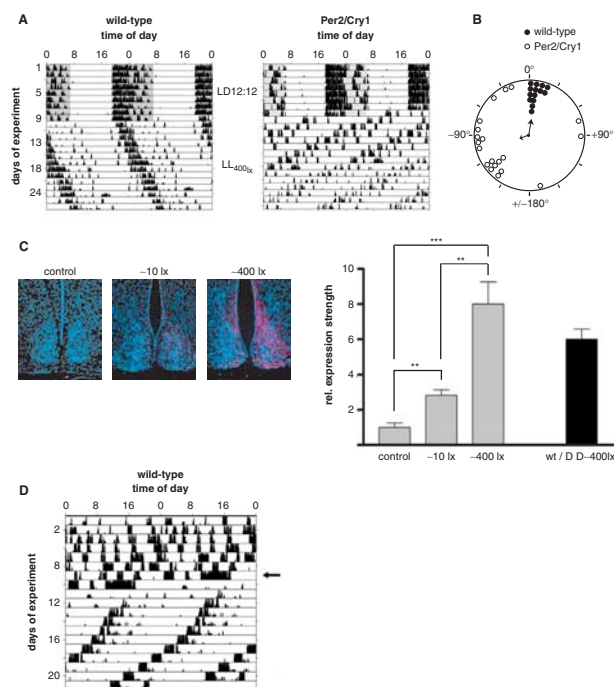 A
wild-type
time of day
0 8 16 0 8 16 0
days of experiment
1
5
9
13
18
24
LD12:12
LL400lx
Per2/Cry1
time of day
0 8 16 0 8 16 0
B
● wild-type
○ Per2/Cry1
0°
−90°
+90°
+/−180°
C
control
~10 lx
~400 lx
rel. expression strength
10
8
6
4
2
***
**
**
control
~10 lx
~400 lx
wt / D D~400lx
D
wild-type
time of day
0 8 16 0 8 16 0
days of experiment
2
8
12
16
20